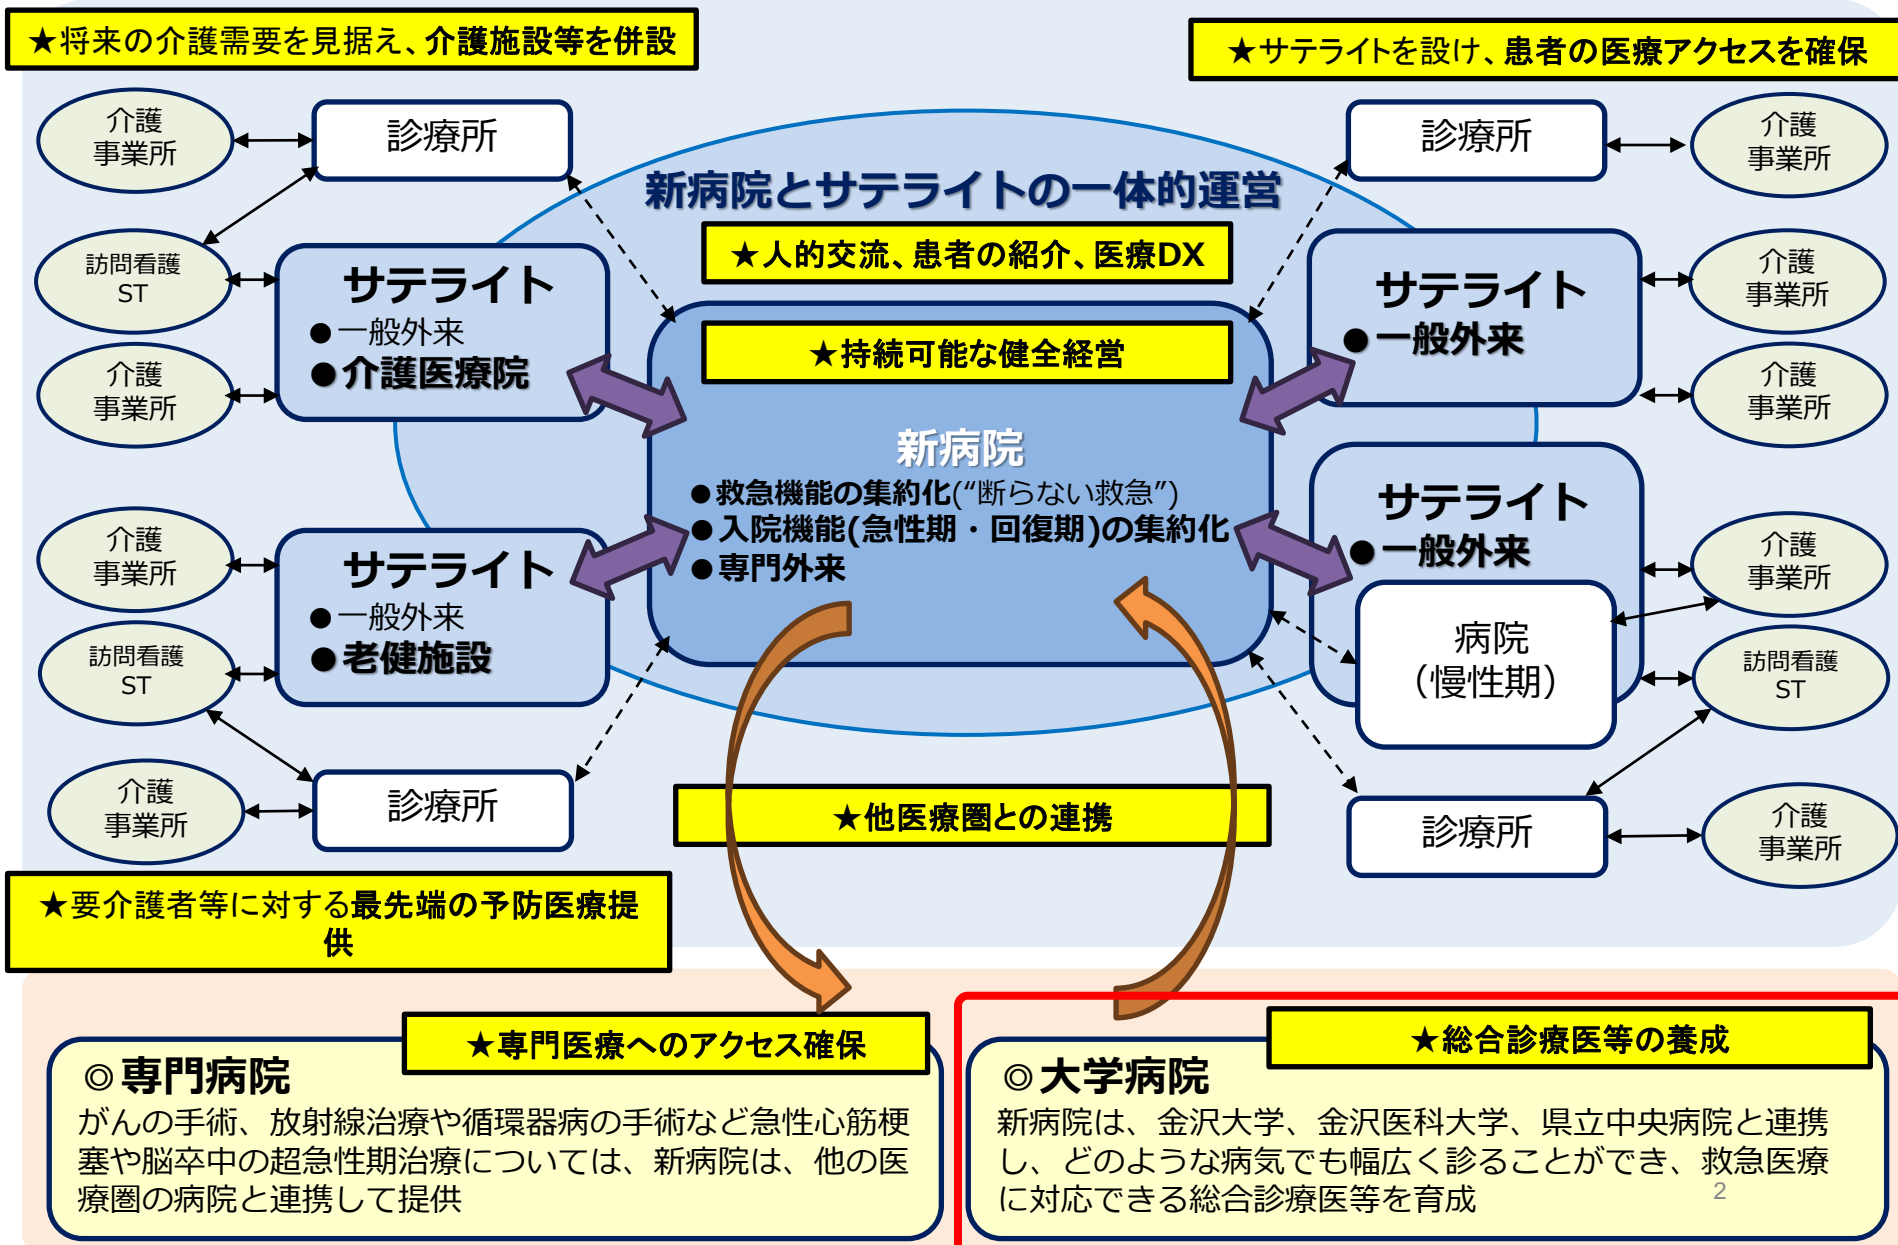 ★将来の介護需要を見据え、介護施設等を併設
★サテライトを設け、患者の医療アクセスを確保
介護
事業所
診療所
診療所
介護
事業所
新病院とサテライトの一体的運営
★人的交流、患者の紹介、医療DX
訪問看護
ST
サテライト
●一般外来
●介護医療院
介護
事業所
サテライト
●一般外来
介護
事業所
介護
事業所
★持続可能な健全経営
新病院
●救急機能の集約化(“断らない救急”)
●入院機能(急性期・回復期)の集約化
●専門外来
介護
事業所
サテライト
●一般外来
●老健施設
訪問看護
ST
サテライト
●一般外来
病院
（慢性期）
介護
事業所
訪問看護
ST
介護
事業所
診療所
★他医療圏との連携
診療所
介護
事業所
★要介護者等に対する最先端の予防医療提
供
★専門医療へのアクセス確保
◎専門病院
がんの手術、放射線治療や循環器病の手術など急性心筋梗
塞や脳卒中の超急性期治療については、新病院は、他の医
療圏の病院と連携して提供
★総合診療医等の養成
◎大学病院
新病院は、金沢大学、金沢医科大学、県立中央病院と連携
し、どのような病気でも幅広く診ることができ、救急医療
に対応できる総合診療医等を育成
2